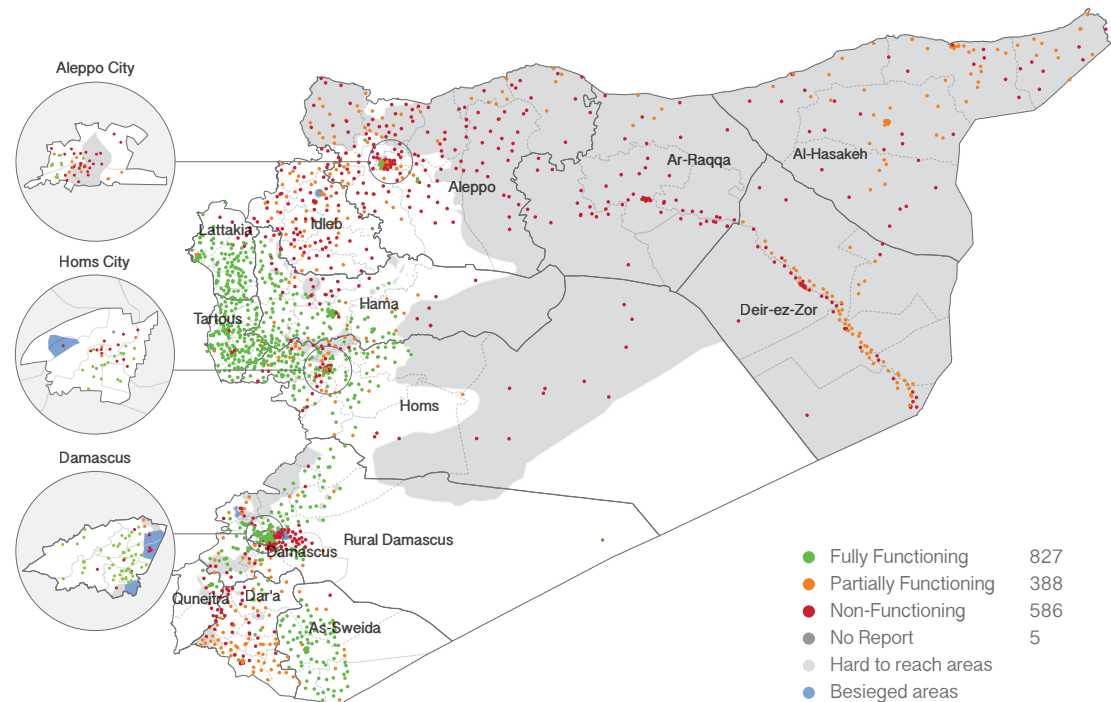 Aleppo City
Homs City
Damascus
Aleppo
Ar-Raqqa
Al-Hasakeh
Idleb
Lattakia
Hama
Tartous
Deir-ez-Zor
Homs
Rural Damascus
Damascus
Quneitra
Dar'a
As-Sweida
Fully Functioning 827
Partially Functioning 388
Non-Functioning 586
No Report 5
Hard to reach areas
Besieged areas